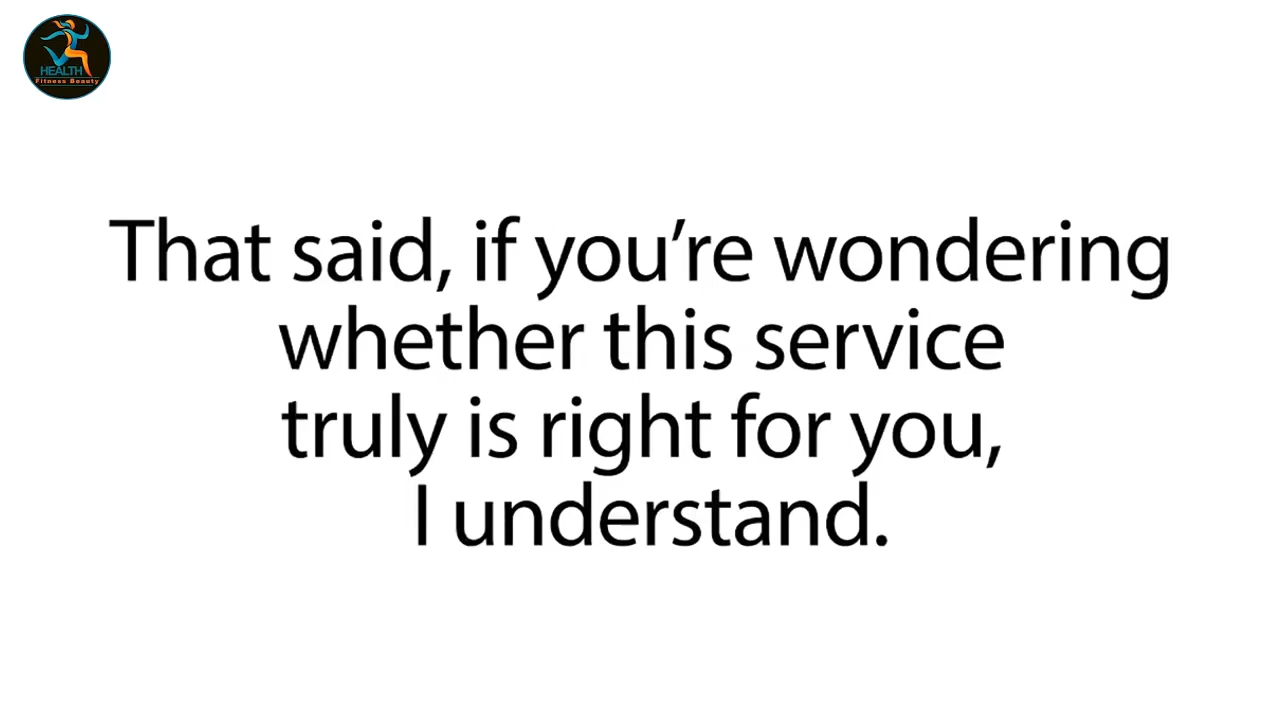 HEALTH
Fitness Beauty
That said, if you’re wondering
whether this service
truly is right for you,
I understand.